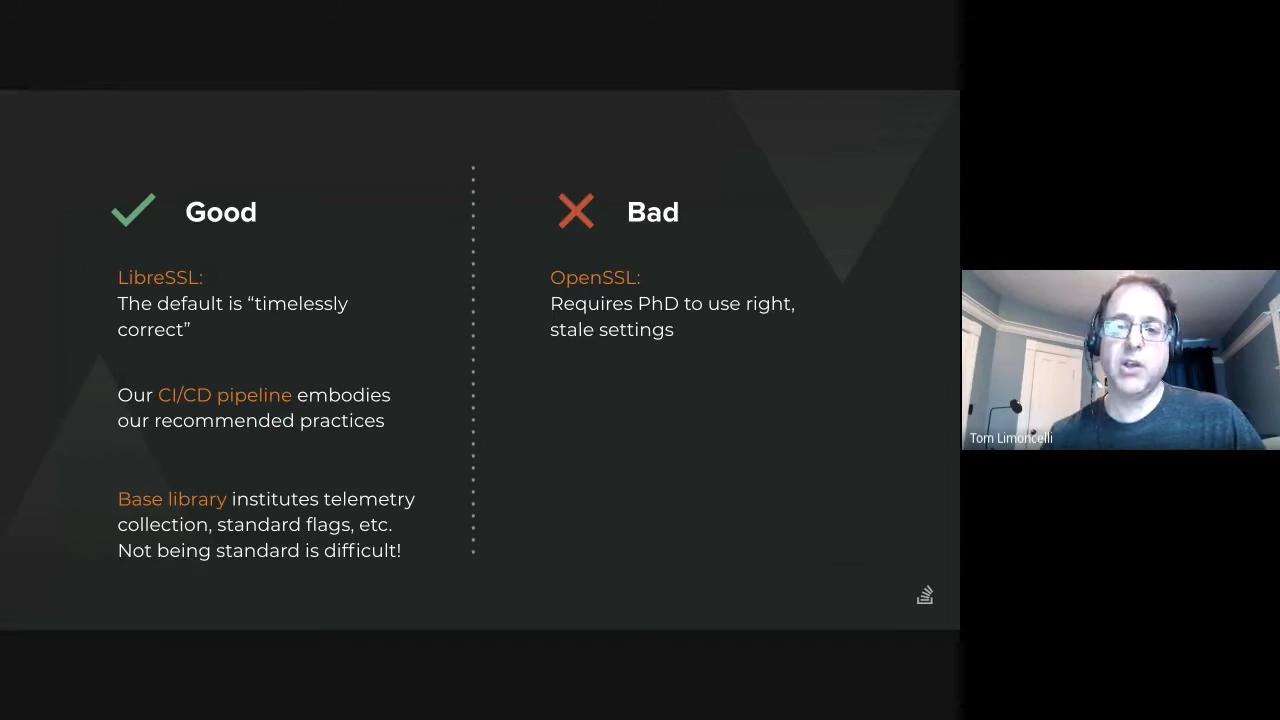 Good
LibreSSL:
The default is “timelessly
correct”
Our CI/CD pipeline embodies
our recommended practices
Base library institutes telemetry
collection, standard flags, etc.
Not being standard is difficult!
Bad
OpenSSL:
Requires PhD to use right,
stale settings
Tom Limoncelli